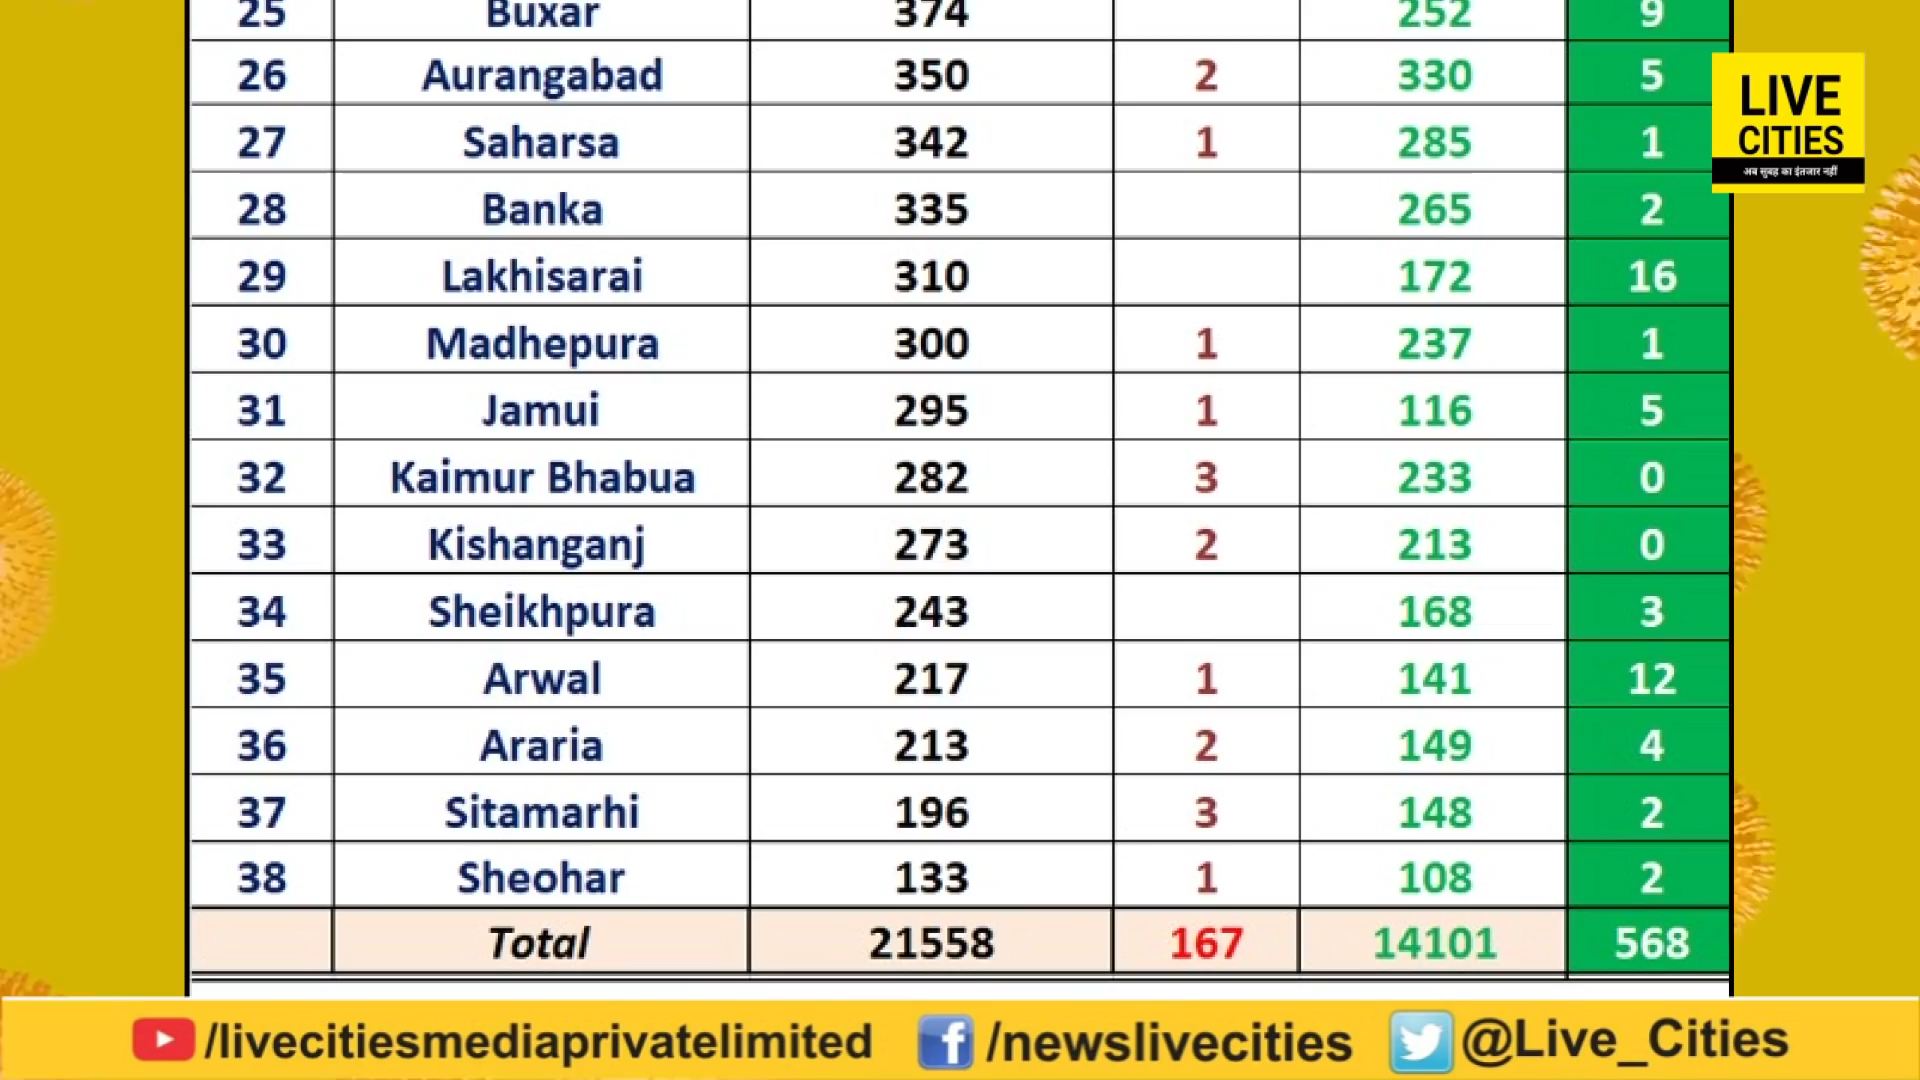 25 Buxar 374 252 9
26 Aurangabad 350 2 330 5
27 Saharsa 342 1 285 1
28 Banka 335 265 2
29 Lakhisarai 310 172 16
30 Madhepura 300 1 237 1
31 Jamui 295 1 116 5
32 Kaimur Bhabua 282 3 233 0
33 Kishanganj 273 2 213 0
34 Sheikhpura 243 168 3
35 Arwal 217 1 141 12
36 Araria 213 2 149 4
37 Sitamarhi 196 3 148 2
38 Sheohar 133 1 108 2
Total 21558 167 14101 568
LIVE
CITIES
अब सुबह का इंतजार नहीं
/livecitiesmediaprivatelimited /newslivecities @Live_Cities